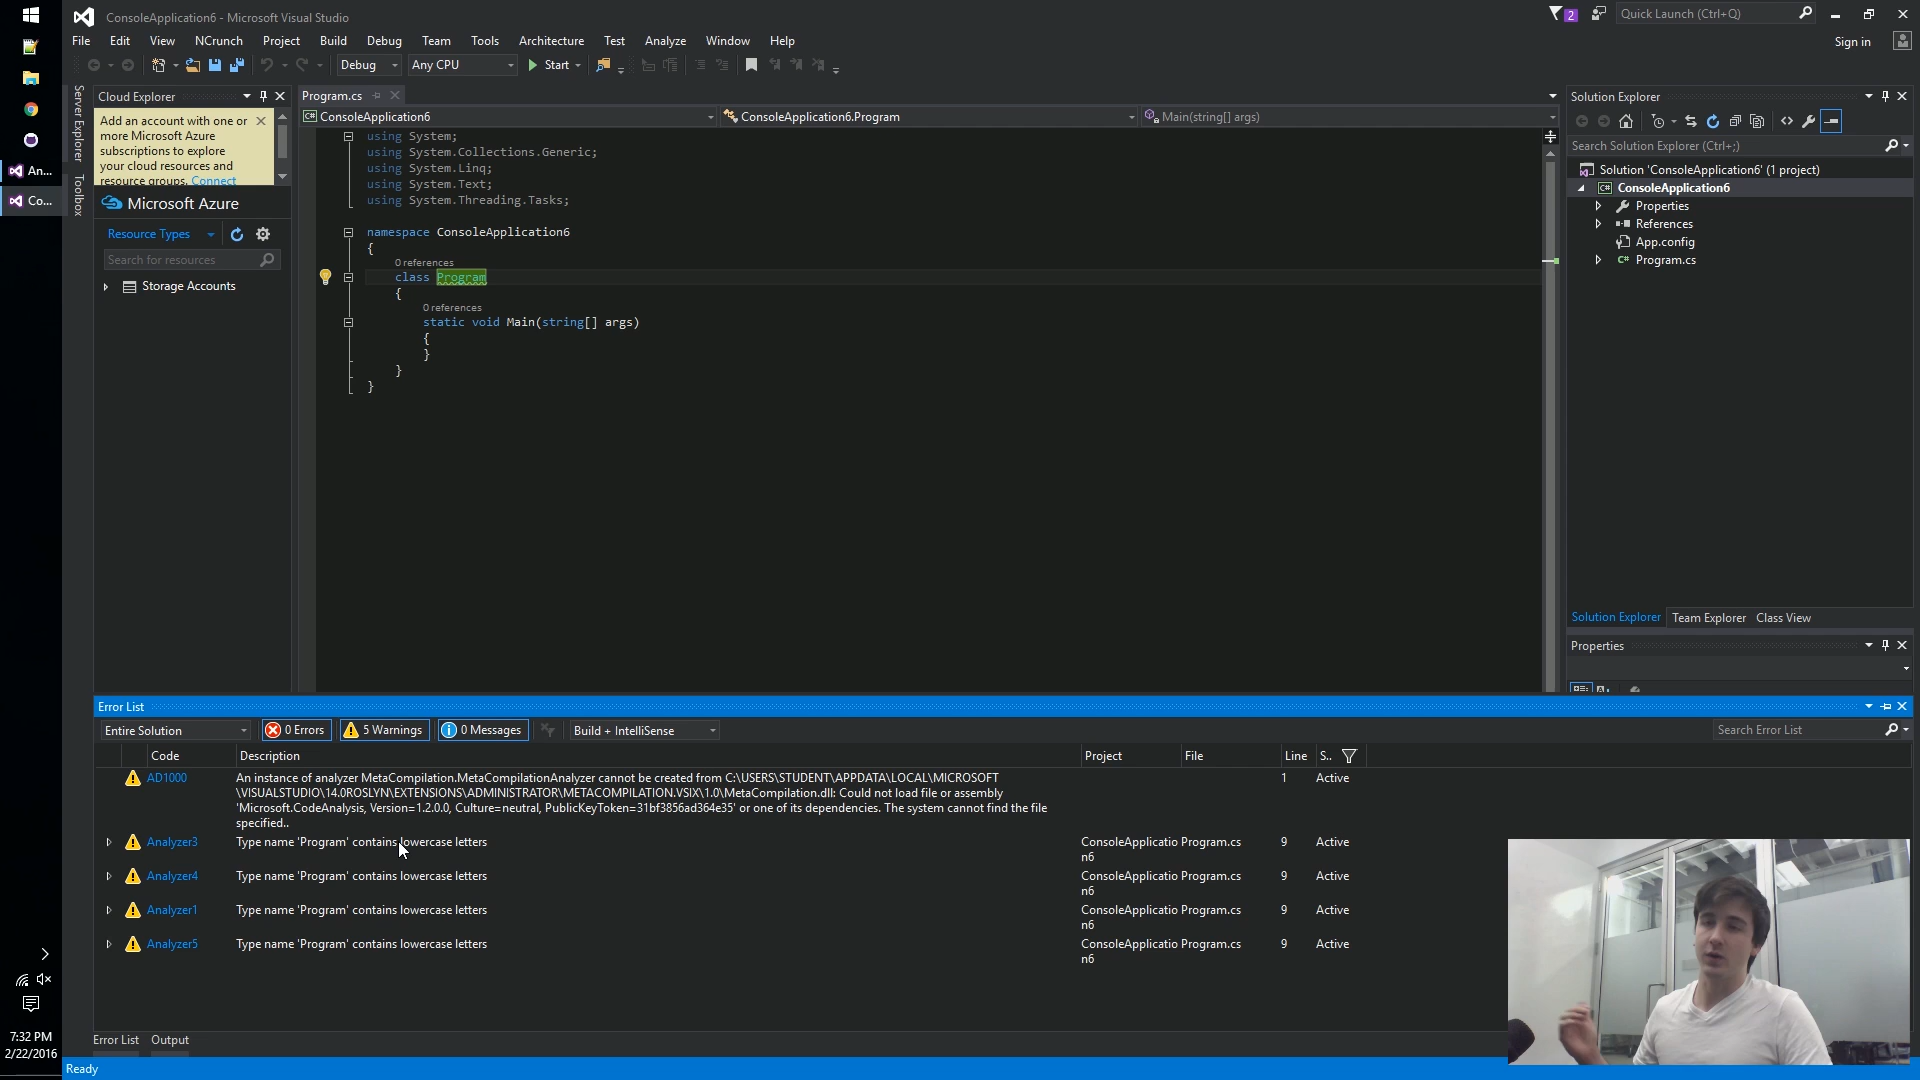 ConsoleApplication6 - Microsoft Visual Studio
2
Quick Launch (Ctrl+Q)
File Edit View NCrunch Project Build Debug Team Tools Architecture Test Analyze Window Help
Sign in
Debug Any CPU Start
Server Explorer
Toolbox
An...
Co...
Cloud Explorer
Add an account with one or
more Microsoft Azure
subscriptions to explore
your cloud resources and
resource groups. Connect
Microsoft Azure
Resource Types
Search for resources
Storage Accounts
Program.cs
ConsoleApplication6 ConsoleApplication6.Program Main(string[] args)
using System;
using System.Collections.Generic;
using System.Linq;
using System.Text;
using System.Threading.Tasks;
namespace ConsoleApplication6
{
0 references
class Program
{
0 references
static void Main(string[] args)
{
}
}
}
Solution Explorer
Search Solution Explorer (Ctrl+;)
Solution 'ConsoleApplication6' (1 project)
C# ConsoleApplication6
Properties
References
App.config
C# Program.cs
Solution Explorer Team Explorer Class View
Properties
Error List
Entire Solution 0 Errors 5 Warnings 0 Messages Build + IntelliSense Search Error List
Code Description Project File Line S..
AD1000 An instance of analyzer MetaCompilation.MetaCompilationAnalyzer cannot be created from C:\USERS\STUDENT\APPDATA\LOCAL\MICROSOFT 1 Active
\VISUALSTUDIO\14.0ROSLYN\EXTENSIONS\ADMINISTRATOR\METACOMPILATION.VSIX\1.0\MetaCompilation.dll: Could not load file or assembly
'Microsoft.CodeAnalysis, Version=1.2.0.0, Culture=neutral, PublicKeyToken=31bf3856ad364e35' or one of its dependencies. The system cannot find the file
specified..
Analyzer3 Type name 'Program' contains lowercase letters ConsoleApplicatio Program.cs 9 Active
n6
Analyzer4 Type name 'Program' contains lowercase letters ConsoleApplicatio Program.cs 9 Active
n6
Analyzer1 Type name 'Program' contains lowercase letters ConsoleApplicatio Program.cs 9 Active
n6
Analyzer5 Type name 'Program' contains lowercase letters ConsoleApplicatio Program.cs 9 Active
n6
Error List Output
7:32 PM
2/22/2016
Ready